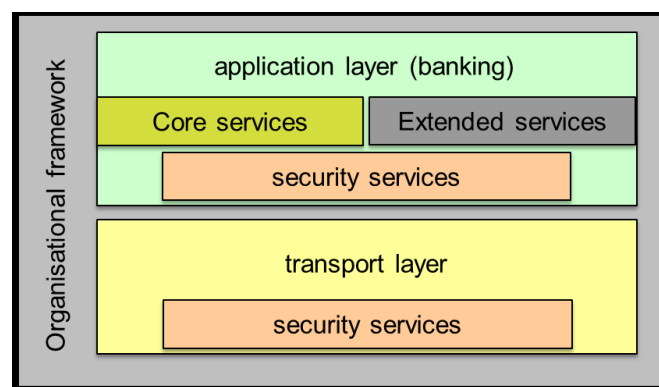 Organisational framework
application layer (banking)
Core services
Extended services
security services
transport layer
security services